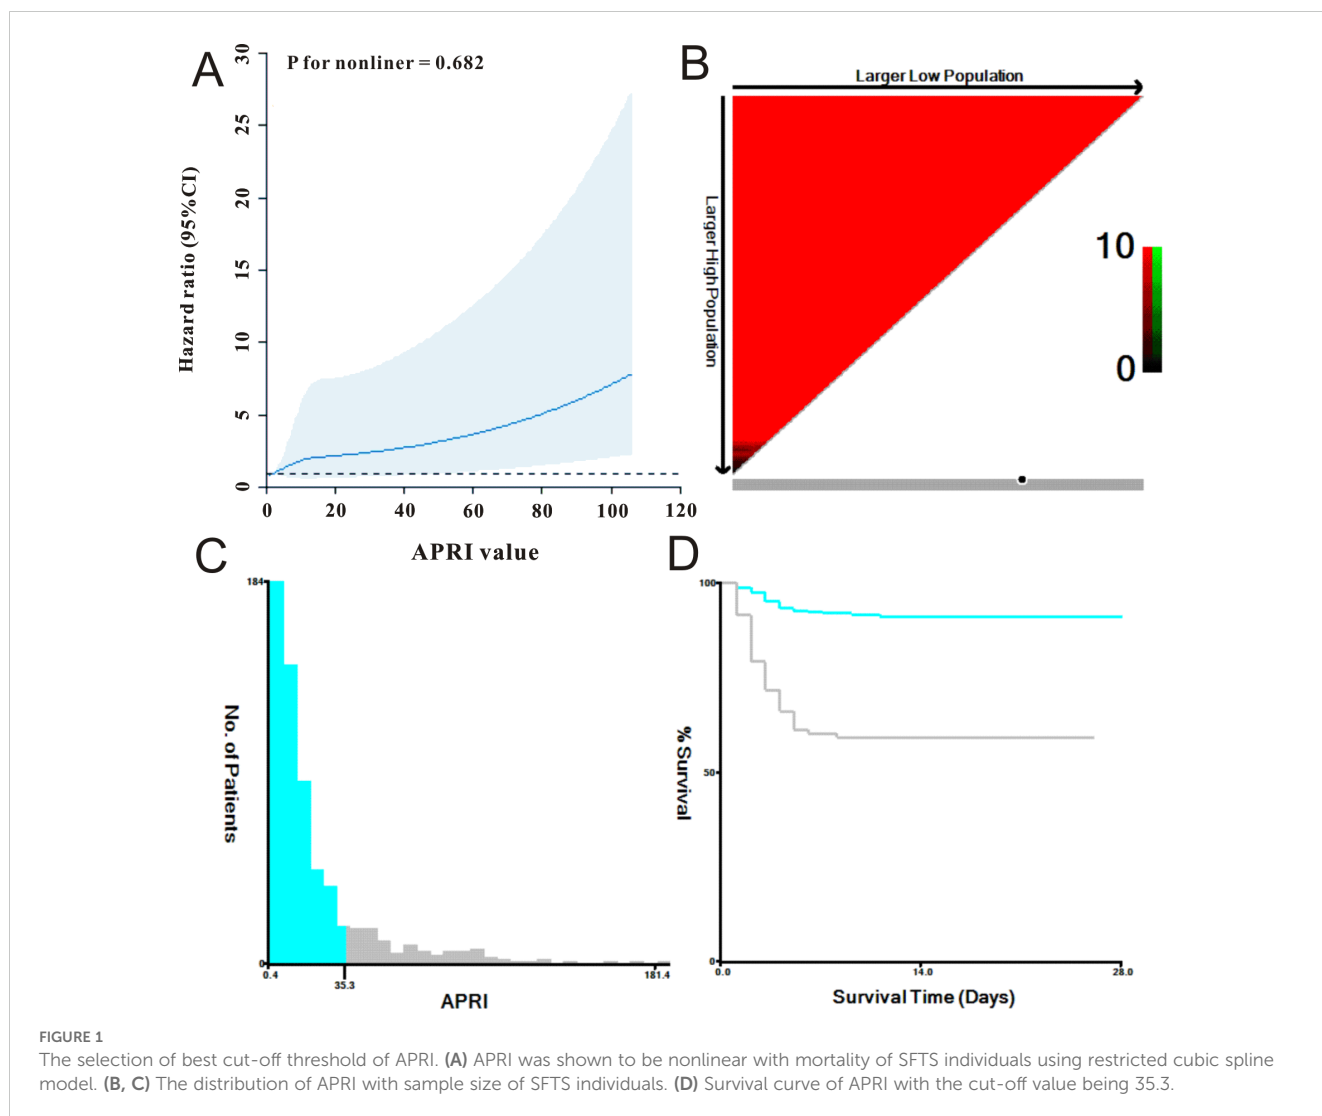 A
P for nonliner = 0.682
30
25
20
15
10
5
0
Hazard ratio (95%CI)
0 20 40 60 80 100 120
APRI value
B
Larger Low Population
Larger High Population
10
0
C
184
0
No. of Patients
0.4 35.3 181.4
APRI
D
100
50
0
% Survival
0.0 14.0 28.0
Survival Time (Days)
FIGURE 1
The selection of best cut-off threshold of APRI. (A) APRI was shown to be nonlinear with mortality of SFTS individuals using restricted cubic spline
model. (B, C) The distribution of APRI with sample size of SFTS individuals. (D) Survival curve of APRI with the cut-off value being 35.3.